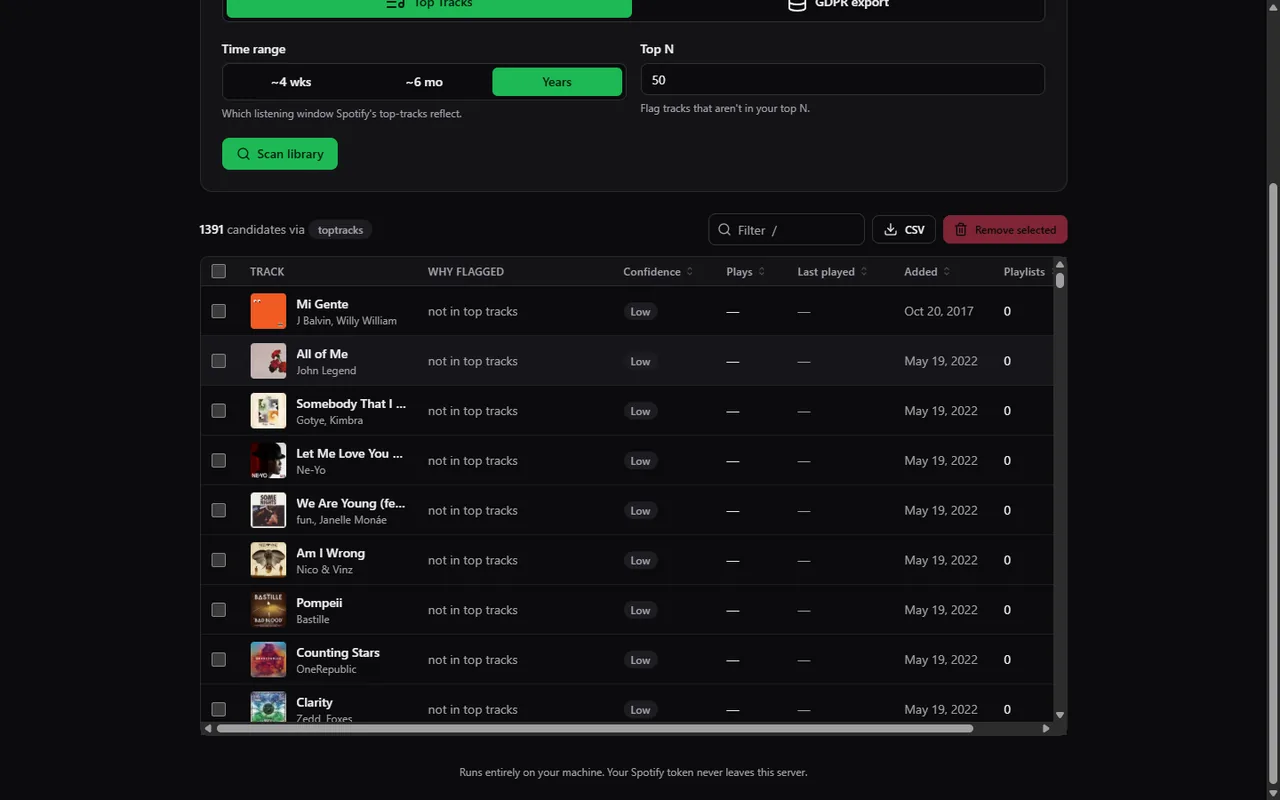 Top Tracks
GDPR export
Time range
Top N
~4 wks
~6 mo
Years
50
Which listening window Spotify's top-tracks reflect.
Flag tracks that aren't in your top N.
Scan library
1391 candidates via toptracks
Filter /
CSV
Remove selected
TRACK WHY FLAGGED Confidence Plays Last played Added Playlists
Mi Gente
J Balvin, Willy William
not in top tracks Low — — Oct 20, 2017 0
All of Me
John Legend
not in top tracks Low — — May 19, 2022 0
Somebody That I ...
Gotye, Kimbra
not in top tracks Low — — May 19, 2022 0
NE-YO
Let Me Love You ...
Ne-Yo
not in top tracks Low — — May 19, 2022 0
SOME
NIGHTS
We Are Young (fe...
fun., Janelle Monáe
not in top tracks Low — — May 19, 2022 0
Am I Wrong
Nico & Vinz
not in top tracks Low — — May 19, 2022 0
BASTILLE
BAD BLOOD
Pompeii
Bastille
not in top tracks Low — — May 19, 2022 0
Counting Stars
OneRepublic
not in top tracks Low — — May 19, 2022 0
Clarity
Zedd, Foxes
not in top tracks Low — — May 19, 2022 0
Runs entirely on your machine. Your Spotify token never leaves this server.